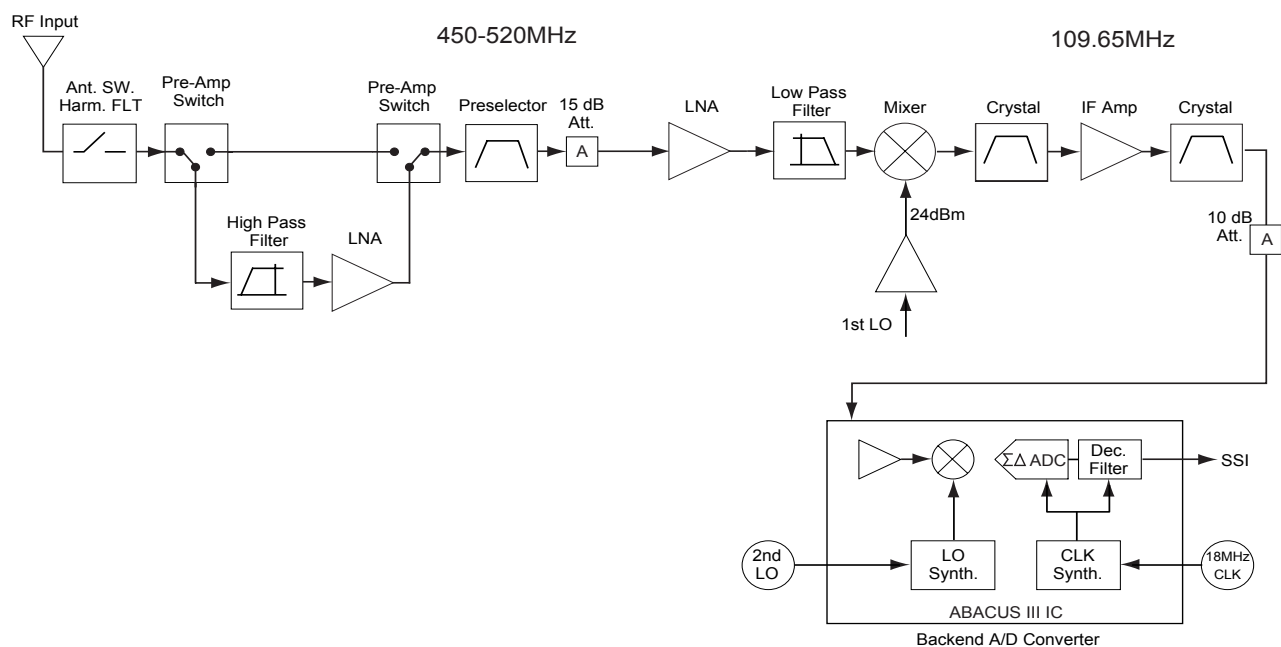 RF Input
450-520MHz
109.65MHz
Ant. SW.
Harm. FLT
Pre-Amp
Switch
Pre-Amp
Switch
Preselector
15 dB
Att.
A
LNA
Low Pass
Filter
Mixer
Crystal
IF Amp
Crystal
High Pass
Filter
LNA
24dBm
1st LO
10 dB
Att.
A
ΣΔ ADC
Dec.
Filter
SSI
2nd
LO
LO
Synth.
CLK
Synth.
18MHz
CLK
ABACUS III IC
Backend A/D Converter